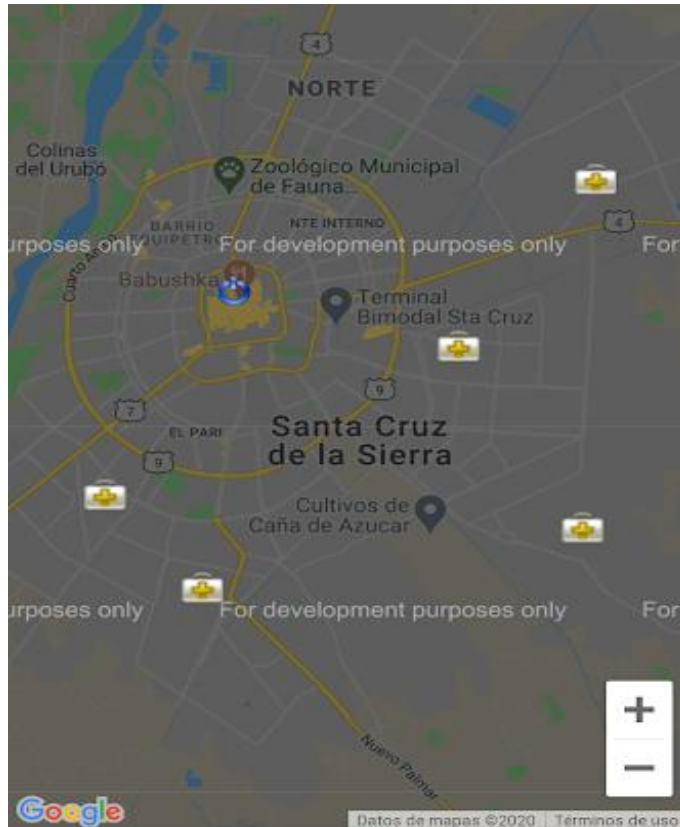 4
NORTE
Colinas
del Urubó
Zoológico Municipal
de Fauna...
BARRIO
EQUIPETROL
NTE INTERNO
4
urposes only
For development purposes only
For
Cuarto Anillo
Babushka
Terminal
Bimodal Sta Cruz
9
7
Santa Cruz
de la Sierra
EL PARI
9
Cultivos de
Caña de Azucar
urposes only
For development purposes only
For
+
−
Nuevo Palmar
Google
Datos de mapas ©2020
Términos de uso